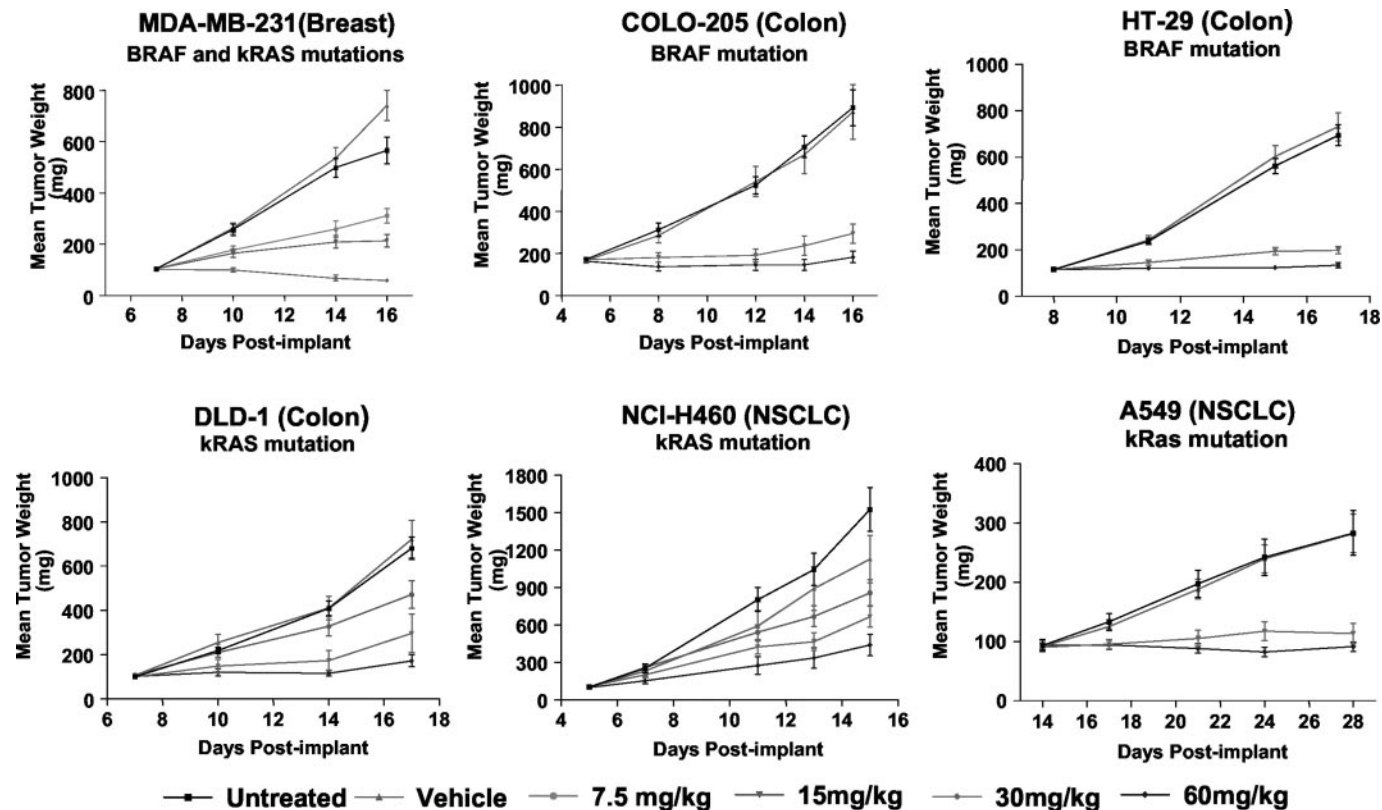 MDA-MB-231(Breast)
BRAF and kRAS mutations
Mean Tumor Weight
(mg)
800
600
400
200
0
6 8 10 12 14 16
Days Post-implant
COLO-205 (Colon)
BRAF mutation
Mean Tumor Weight
(mg)
1000
800
600
400
200
0
4 6 8 10 12 14 16
Days Post-implant
HT-29 (Colon)
BRAF mutation
Mean Tumor Weight
(mg)
1000
800
600
400
200
0
8 10 12 14 16 18
Days Post-implant
DLD-1 (Colon)
kRAS mutation
Mean Tumor Weight
(mg)
1000
800
600
400
200
0
6 8 10 12 14 16 18
Days Post-implant
NCI-H460 (NSCLC)
kRAS mutation
Mean Tumor Weight
(mg)
1500
1200
900
600
300
0
4 6 8 10 12 14 16
Days Post-implant
A549 (NSCLC)
kRas mutation
Mean Tumor Weight
(mg)
400
300
200
100
0
14 16 18 20 22 24 26 28
Days Post-implant
Untreated Vehicle 7.5 mg/kg 15mg/kg 30mg/kg 60mg/kg